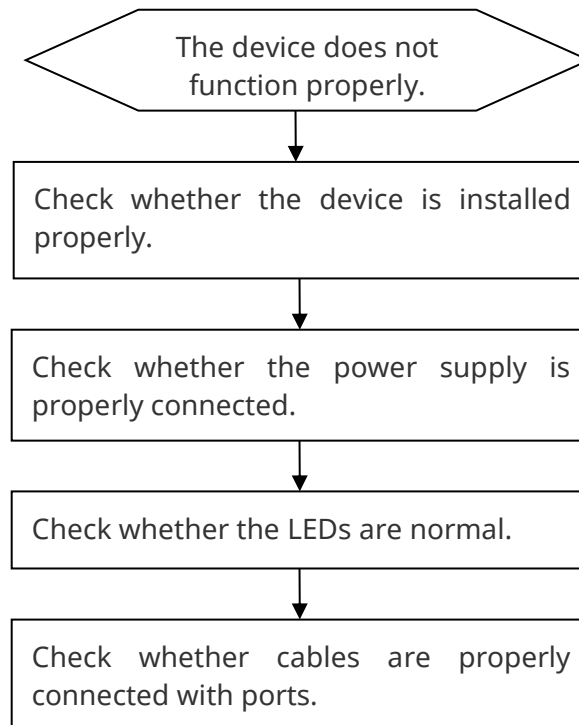 The device does not
function properly.
Check whether the device is installed
properly.
Check whether the power supply is
properly connected.
Check whether the LEDs are normal.
Check whether cables are properly
connected with ports.